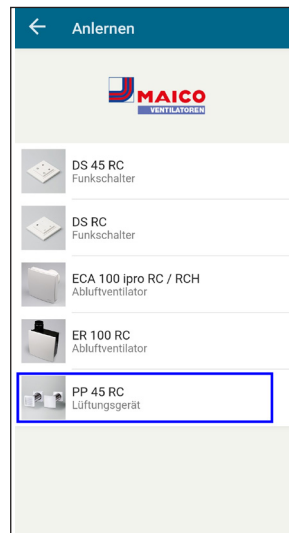 Anlernen
MAICO
VENTILATOREN
DS 45 RC
Funkschalter
DS RC
Funkschalter
ECA 100 ipro RC / RCH
Abluftventilator
ER 100 RC
Abluftventilator
PP 45 RC
Lüftungsgerät